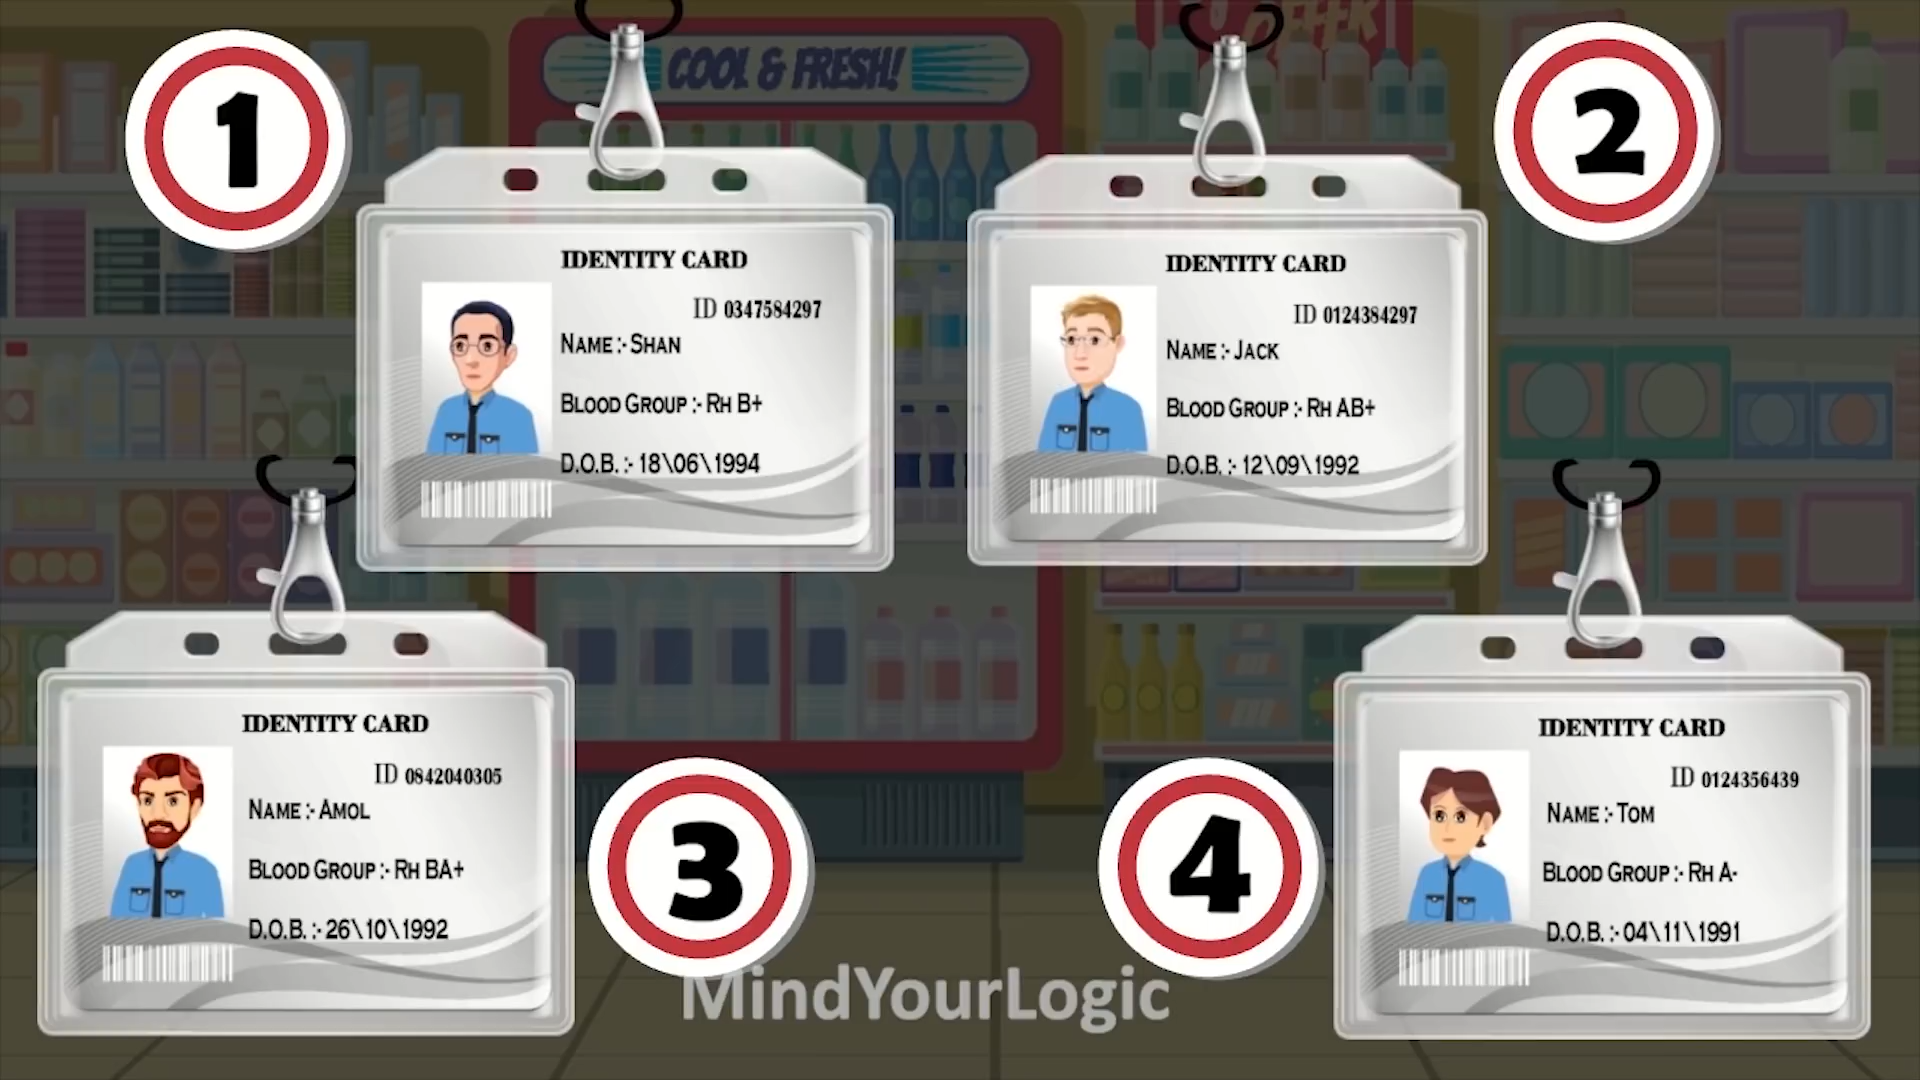 COOL & FRESH!
OFFER
1
IDENTITY CARD
ID 0347584297
NAME :- SHAN
BLOOD GROUP :- RH B+
D.O.B. :- 18\06\1994
2
IDENTITY CARD
ID 0124384297
NAME :- JACK
BLOOD GROUP :- RH AB+
D.O.B. :- 12\09\1992
IDENTITY CARD
ID 0842040305
NAME :- AMOL
BLOOD GROUP :- RH BA+
D.O.B. :- 26\10\1992
3
4
IDENTITY CARD
ID 0124356439
NAME :- TOM
BLOOD GROUP :- RH A-
D.O.B. :- 04\11\1991
MindYourLogic